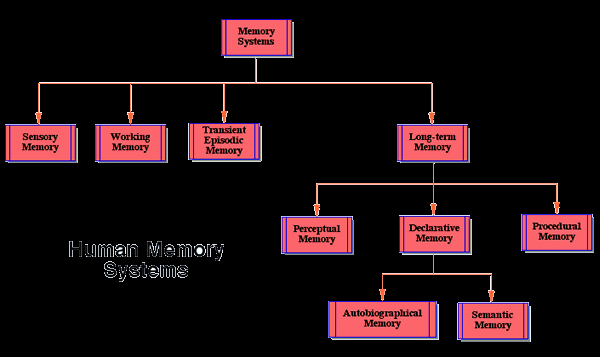 Memory
Systems
Sensory
Memory
Working
Memory
Transient
Episodic
Memory
Long-term
Memory
Perceptual
Memory
Declarative
Memory
Procedural
Memory
Human Memory
Systems
Autobiographical
Memory
Semantic
Memory